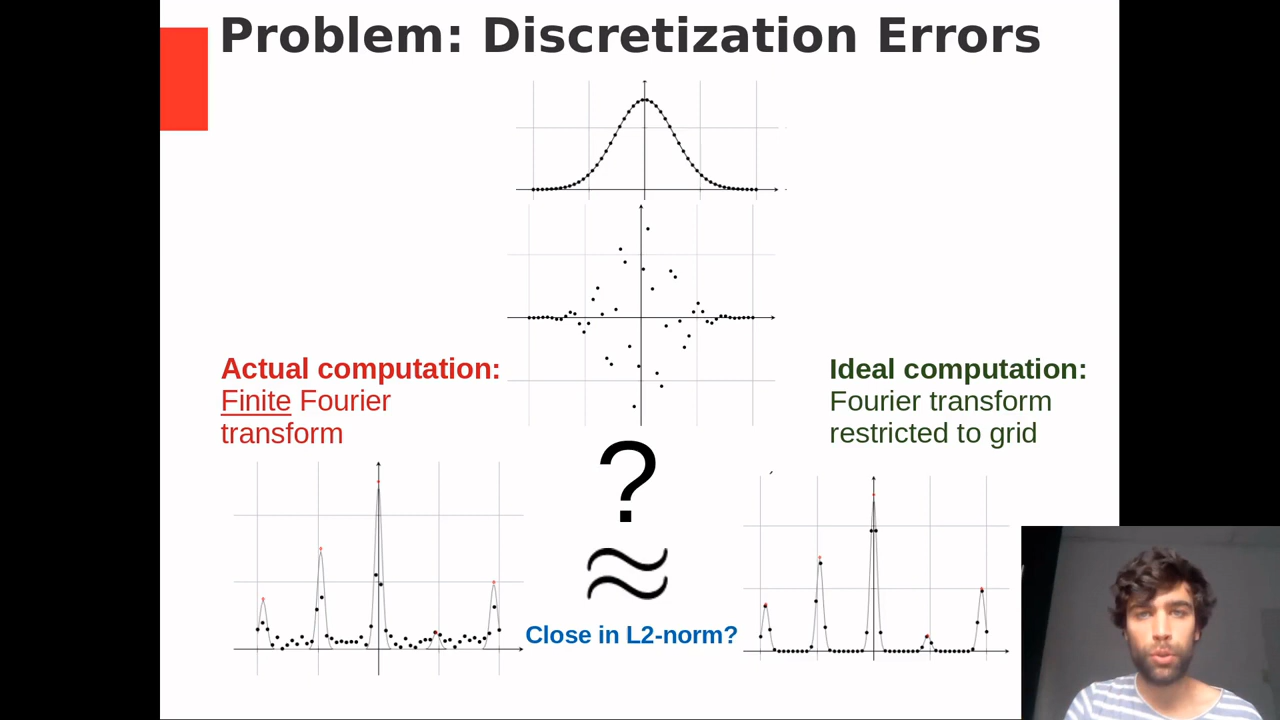 Problem: Discretization Errors
Actual computation:
Finite Fourier
transform
Ideal computation:
Fourier transform
restricted to grid
?
≈
Close in L2-norm?